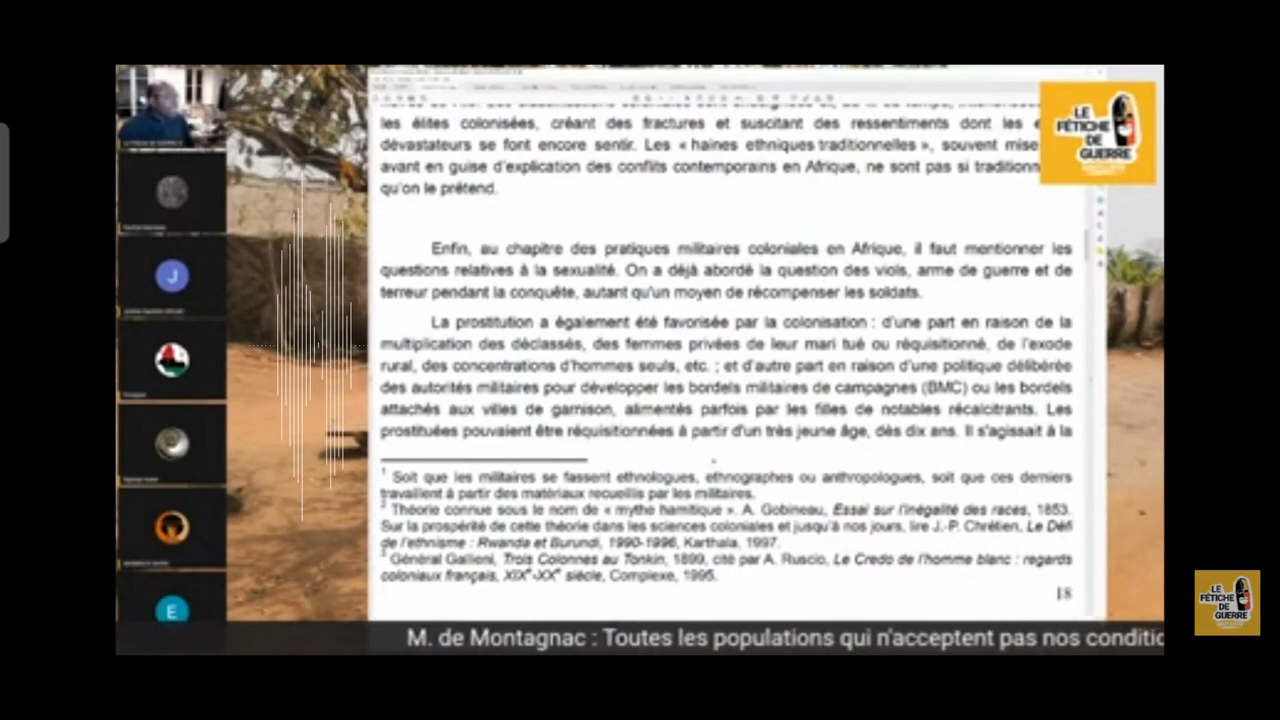 les élites colonisées, créant des fractures et suscitant des ressentiments dont les
dévastateurs se font encore sentir. Les « haines ethniques traditionnelles », souvent mise
avant en guise d'explication des conflits contemporains en Afrique, ne sont pas si tradition
qu'on le prétend.
Enfin, au chapitre des pratiques militaires coloniales en Afrique, il faut mentionner les
questions relatives à la sexualité. On a déjà abordé la question des viols, arme de guerre et de
terreur pendant la conquête, autant qu'un moyen de récompenser les soldats.
La prostitution a également été favorisée par la colonisation : d'une part en raison de la
multiplication des déclassés, des femmes privées de leur mari tué ou réquisitionné, de l'exode
rural, des concentrations d'hommes seuls, etc. ; et d'autre part en raison d'une politique délibérée
des autorités militaires pour développer les bordels militaires de campagnes (BMC) ou les bordels
attachés aux villes de garnison, alimentés parfois par les filles de notables récalcitrants. Les
prostituées pouvaient être réquisitionnées à partir d'un très jeune âge, dès dix ans. Il s'agissait à la
1 Soit que les militaires se fassent ethnologues, ethnographes ou anthropologues, soit que ces derniers
travaillent à partir des matériaux recueillis par les militaires.
2 Théorie connue sous le nom de « mythe hamitique ». A. Gobineau, Essai sur l'inégalité des races, 1853.
Sur la prospérité de cette théorie dans les sciences coloniales et jusqu'à nos jours, lire J.-P. Chrétien, Le Défi
de l'ethnisme : Rwanda et Burundi, 1990-1996, Karthala, 1997.
3 Général Gallieni, Trois Colonnes au Tonkin, 1899, cité par A. Ruscio, Le Credo de l'homme blanc : regards
coloniaux français, XIXe-XXe siècle, Complexe, 1995.
18
LE
FÉTICHE
DE
GUERRE
J
E
M. de Montagnac : Toutes les populations qui n'acceptent pas nos conditio
LE
FÉTICHE
DE
GUERRE